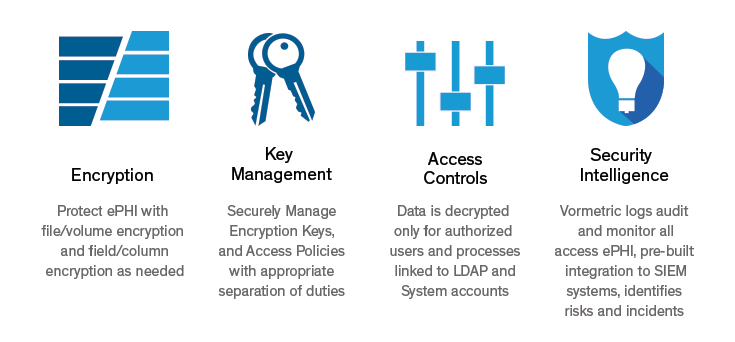 Encryption
Protect ePHI with
file/volume encryption
and field/column
encryption as needed
Key
Management
Securely Manage
Encryption Keys,
and Access Policies
with appropriate
separation of duties
Access
Controls
Data is decrypted
only for authorized
users and processes
linked to LDAP and
System accounts
Security
Intelligence
Vormetric logs audit
and monitor all
access ePHI, pre-built
integration to SIEM
systems, identifies
risks and incidents